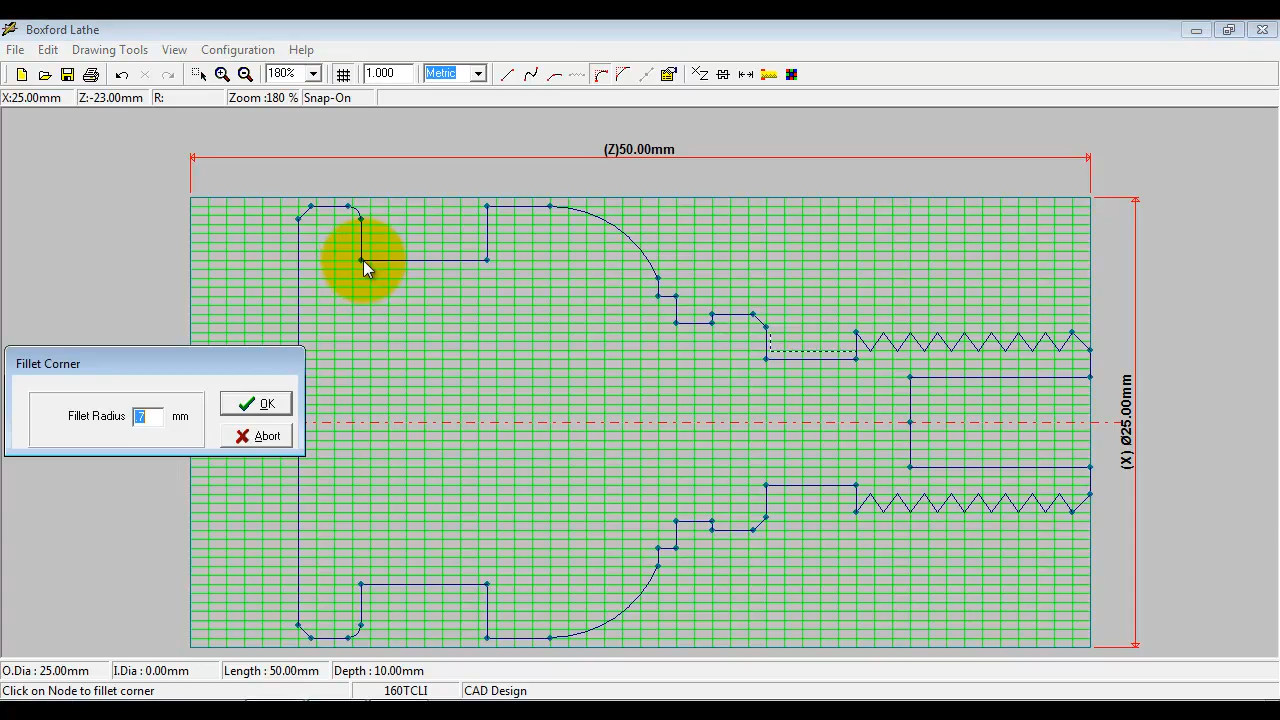 Boxford Lathe
File Edit Drawing Tools View Configuration Help
180% 1.000 Metric
X:25.00mm Z:-23.00mm R: Zoom :180 % Snap-On
(Z)50.00mm
(X) Ø25.00mm
Fillet Corner
Fillet Radius .7 mm
OK
Abort
O.Dia : 25.00mm I.Dia : 0.00mm Length : 50.00mm Depth : 10.00mm
Click on Node to fillet corner 160TCLI CAD Design